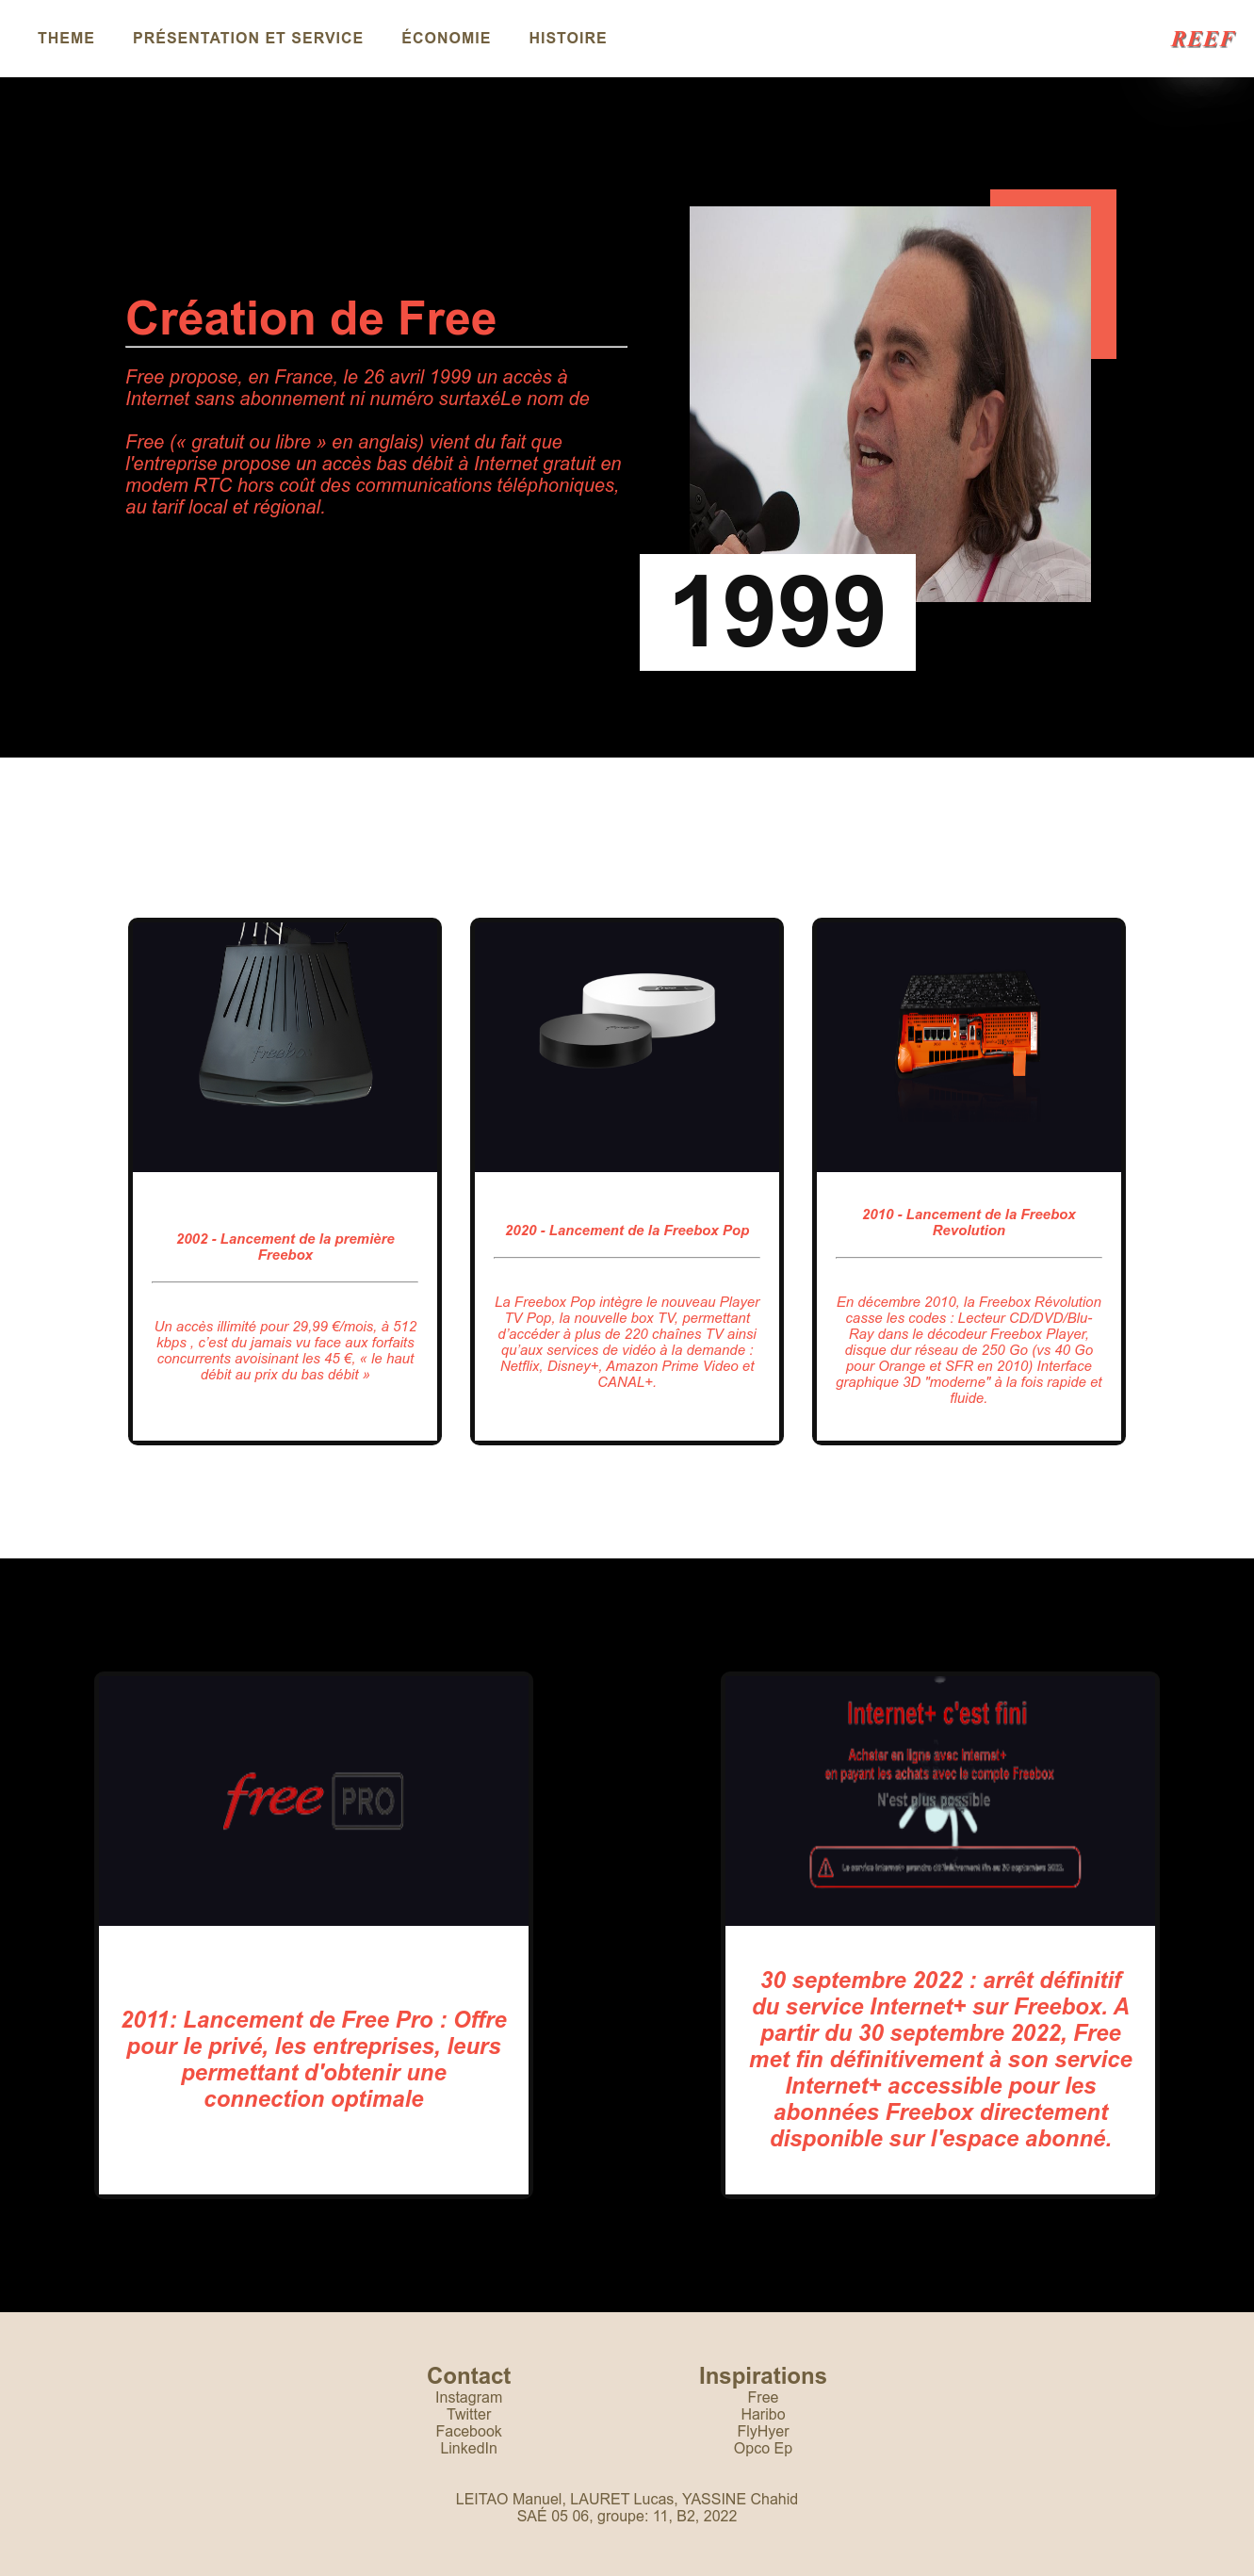 THEME PRÉSENTATION ET SERVICE ÉCONOMIE HISTOIRE REEF
Création de Free
Free propose, en France, le 26 avril 1999 un accès à
Internet sans abonnement ni numéro surtaxéLe nom de
Free (« gratuit ou libre » en anglais) vient du fait que
l'entreprise propose un accès bas débit à Internet gratuit en
modem RTC hors coût des communications téléphoniques,
au tarif local et régional.
1999
2002 - Lancement de la première
Freebox
Un accès illimité pour 29,99 €/mois, à 512
kbps , c'est du jamais vu face aux forfaits
concurrents avoisinant les 45 €, « le haut
débit au prix du bas débit »
free
2020 - Lancement de la Freebox Pop
La Freebox Pop intègre le nouveau Player
TV Pop, la nouvelle box TV, permettant
d'accéder à plus de 220 chaînes TV ainsi
qu'aux services de vidéo à la demande :
Netflix, Disney+, Amazon Prime Video et
CANAL+.
2010 - Lancement de la Freebox
Revolution
En décembre 2010, la Freebox Révolution
casse les codes : Lecteur CD/DVD/Blu-
Ray dans le décodeur Freebox Player,
disque dur réseau de 250 Go (vs 40 Go
pour Orange et SFR en 2010) Interface
graphique 3D "moderne" à la fois rapide et
fluide.
free PRO
2011: Lancement de Free Pro : Offre
pour le privé, les entreprises, leurs
permettant d'obtenir une
connection optimale
Internet+ c'est fini
Acheter en ligne avec Internet+
en payant les achats avec le compte Freebox
N'est plus possible
Le service Internet+ prendra définitivement fin au 30 septembre 2022.
30 septembre 2022 : arrêt définitif
du service Internet+ sur Freebox. A
partir du 30 septembre 2022, Free
met fin définitivement à son service
Internet+ accessible pour les
abonnées Freebox directement
disponible sur l'espace abonné.
Contact
Instagram
Twitter
Facebook
LinkedIn
Inspirations
Free
Haribo
FlyHyer
Opco Ep
LEITAO Manuel, LAURET Lucas, YASSINE Chahid
SAÉ 05 06, groupe: 11, B2, 2022